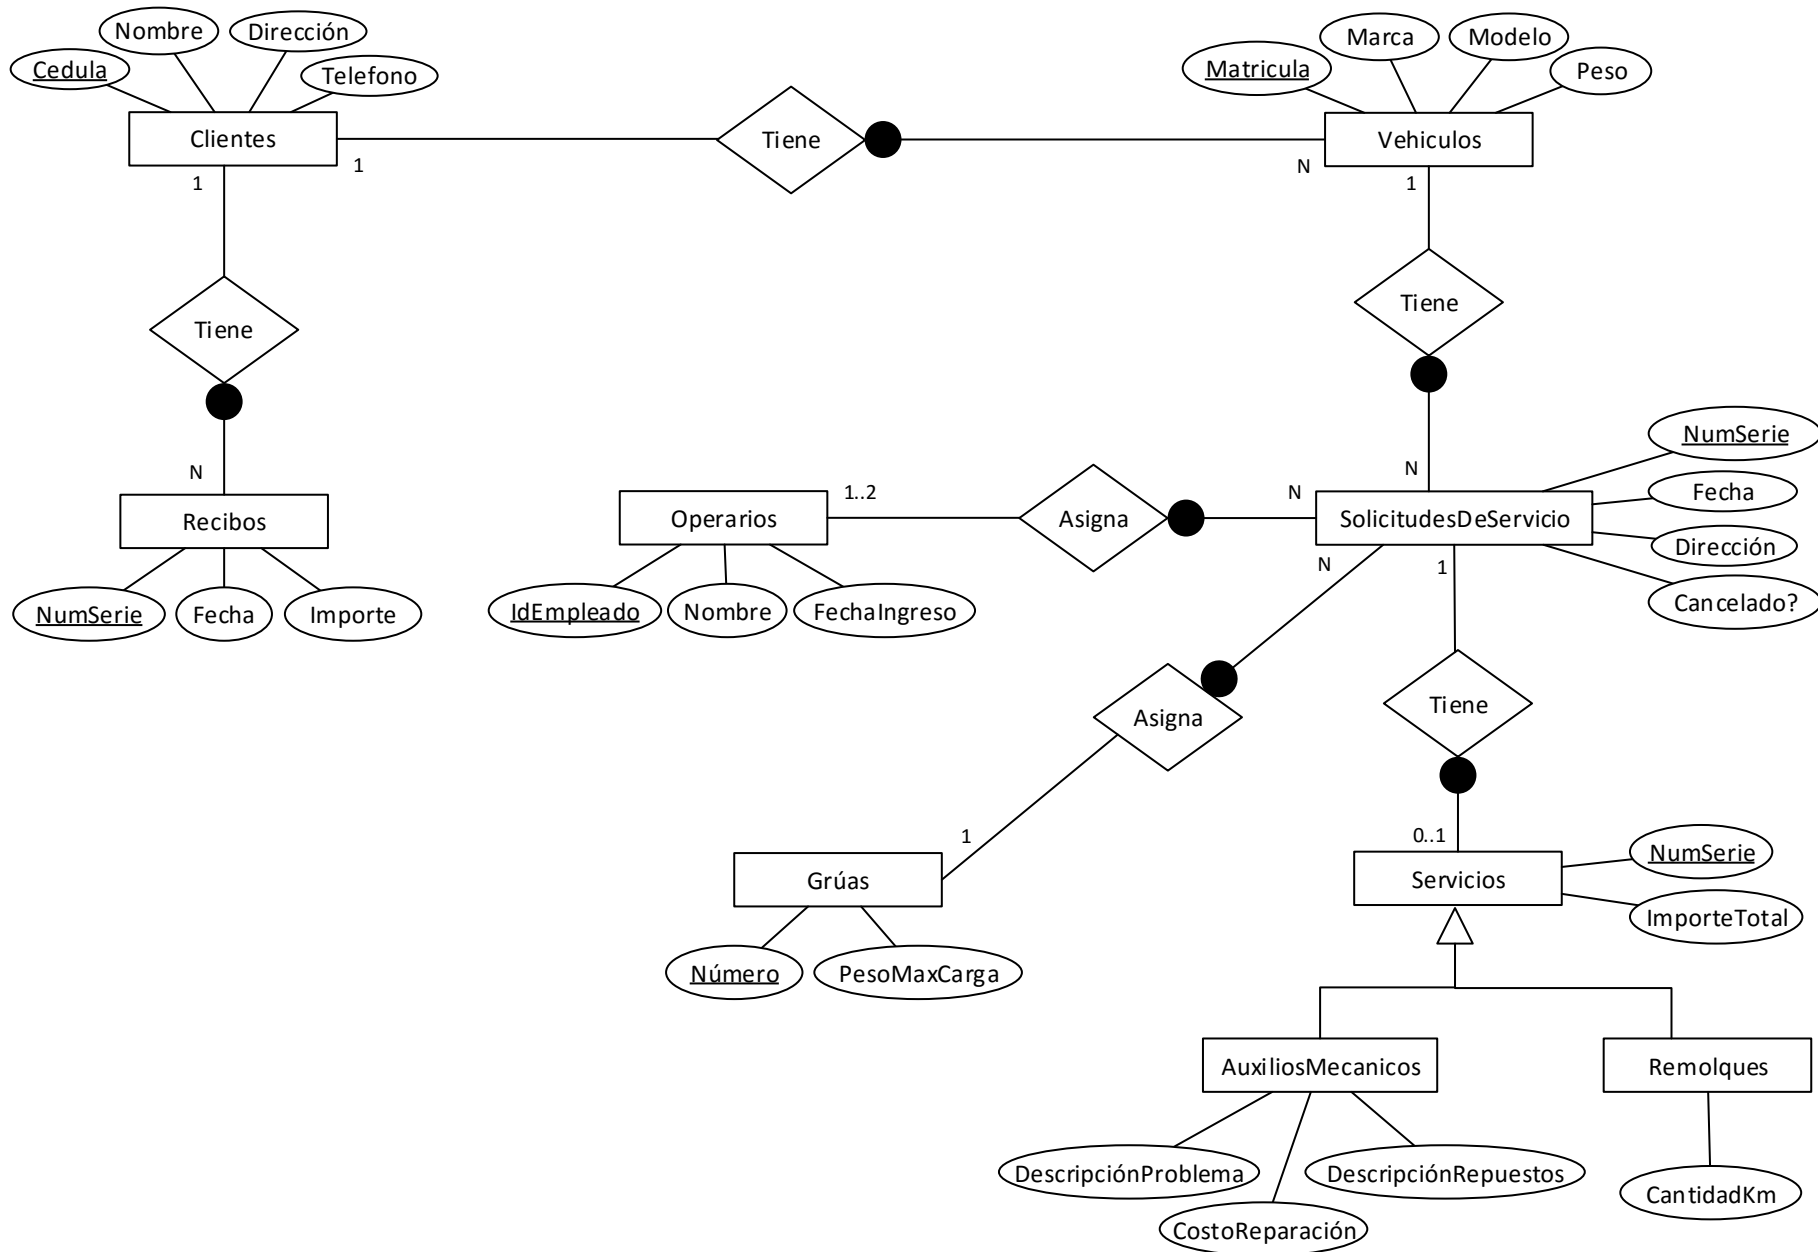 Nombre
Dirección
Cedula
Telefono
Clientes
1
1
Tiene
Marca
Modelo
Matricula
Peso
Vehiculos
N
1
Tiene
Tiene
N
N
Recibos
NumSerie
Fecha
Importe
Operarios
1..2
IdEmpleado
Nombre
FechaIngreso
Asigna
N
SolicitudesDeServicio
N
1
NumSerie
Fecha
Dirección
Cancelado?
Asigna
1
Grúas
Número
PesoMaxCarga
Tiene
0..1
Servicios
NumSerie
ImporteTotal
AuxiliosMecanicos
Remolques
DescripciónProblema
CostoReparación
DescripciónRepuestos
CantidadKm